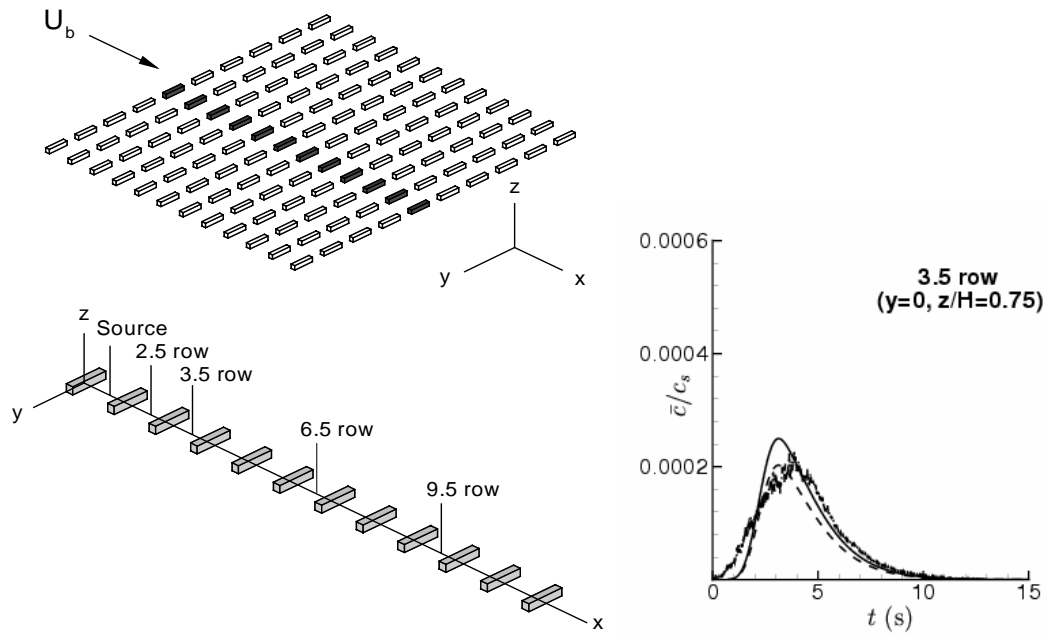 U_b
z
y
x
z
Source
2.5 row
3.5 row
y
6.5 row
9.5 row
x
0.0006
3.5 row
(y=0, z/H=0.75)
0.0004
c̄/c_s
0.0002
0
0 5 10 15
t (s)